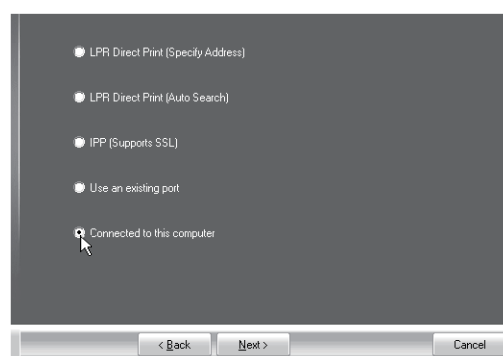 LPR Direct Print (Specify Address)
LPR Direct Print (Auto Search)
IPP (Supports SSL)
Use an existing port
Connected to this computer
< Back Next > Cancel